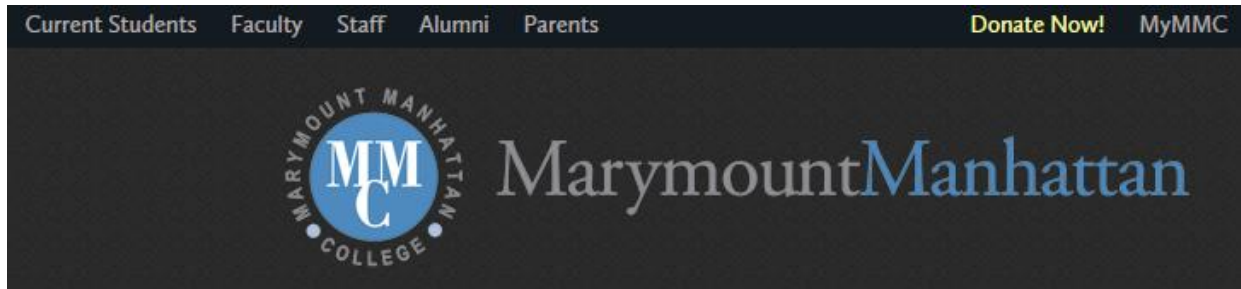 Current Students Faculty Staff Alumni Parents Donate Now! MyMMC
MARYMOUNT MANHATTAN
MMC
COLLEGE
MarymountManhattan